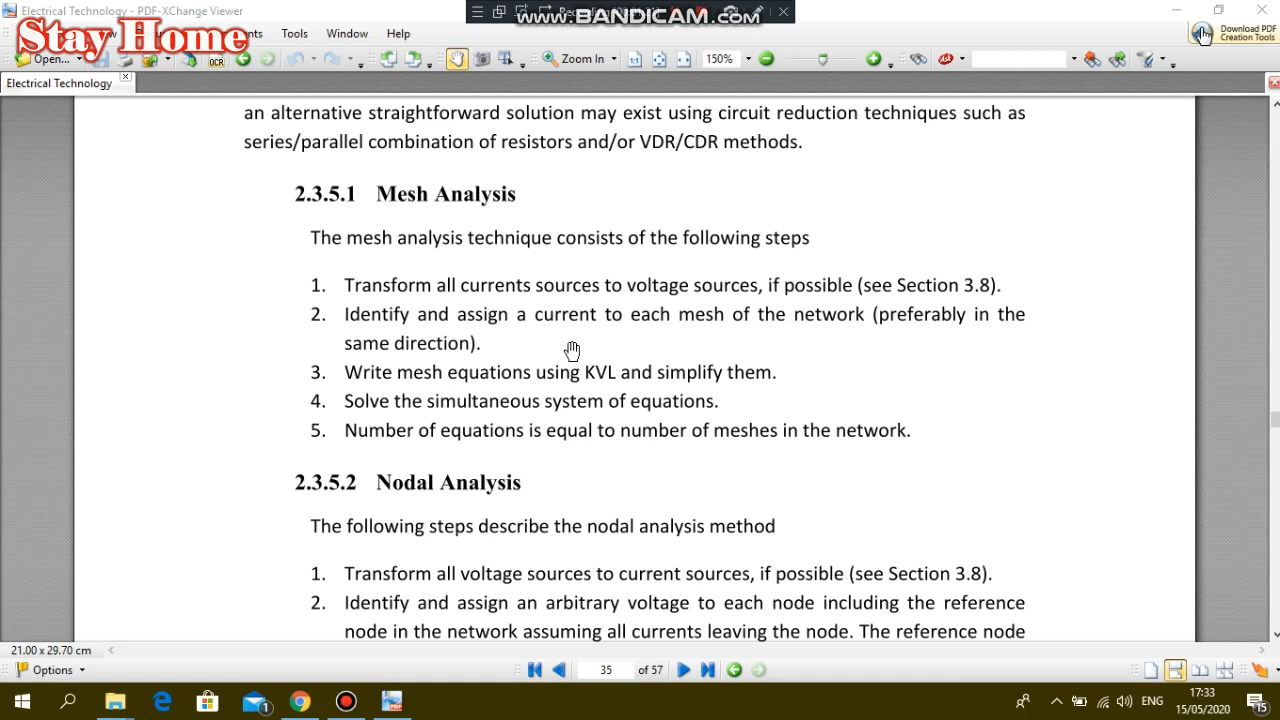 Electrical Technology - PDF-XChange Viewer
www.BANDICAM.com
Stay Home
Tools Window Help
Download PDF
Creation Tools
Open...
OCR
Zoom In
150%
Electrical Technology
an alternative straightforward solution may exist using circuit reduction techniques such as
series/parallel combination of resistors and/or VDR/CDR methods.
2.3.5.1 Mesh Analysis
The mesh analysis technique consists of the following steps
1. Transform all currents sources to voltage sources, if possible (see Section 3.8).
2. Identify and assign a current to each mesh of the network (preferably in the
same direction).
3. Write mesh equations using KVL and simplify them.
4. Solve the simultaneous system of equations.
5. Number of equations is equal to number of meshes in the network.
2.3.5.2 Nodal Analysis
The following steps describe the nodal analysis method
1. Transform all voltage sources to current sources, if possible (see Section 3.8).
2. Identify and assign an arbitrary voltage to each node including the reference
node in the network assuming all currents leaving the node. The reference node
21.00 x 29.70 cm
Options
35 of 57
1
ENG
17:33
15/05/2020
15